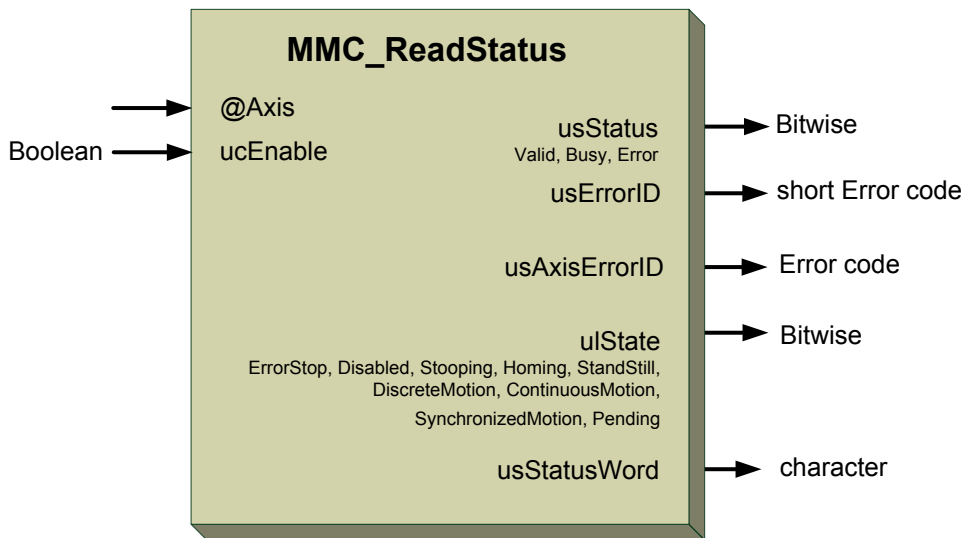 MMC_ReadStatus
@Axis
Boolean
ucEnable
usStatus
Bitwise
Valid, Busy, Error
usErrorID
short Error code
usAxisErrorID
Error code
ulState
Bitwise
ErrorStop, Disabled, Stooping, Homing, StandStill,
DiscreteMotion, ContinuousMotion,
SynchronizedMotion, Pending
usStatusWord
character